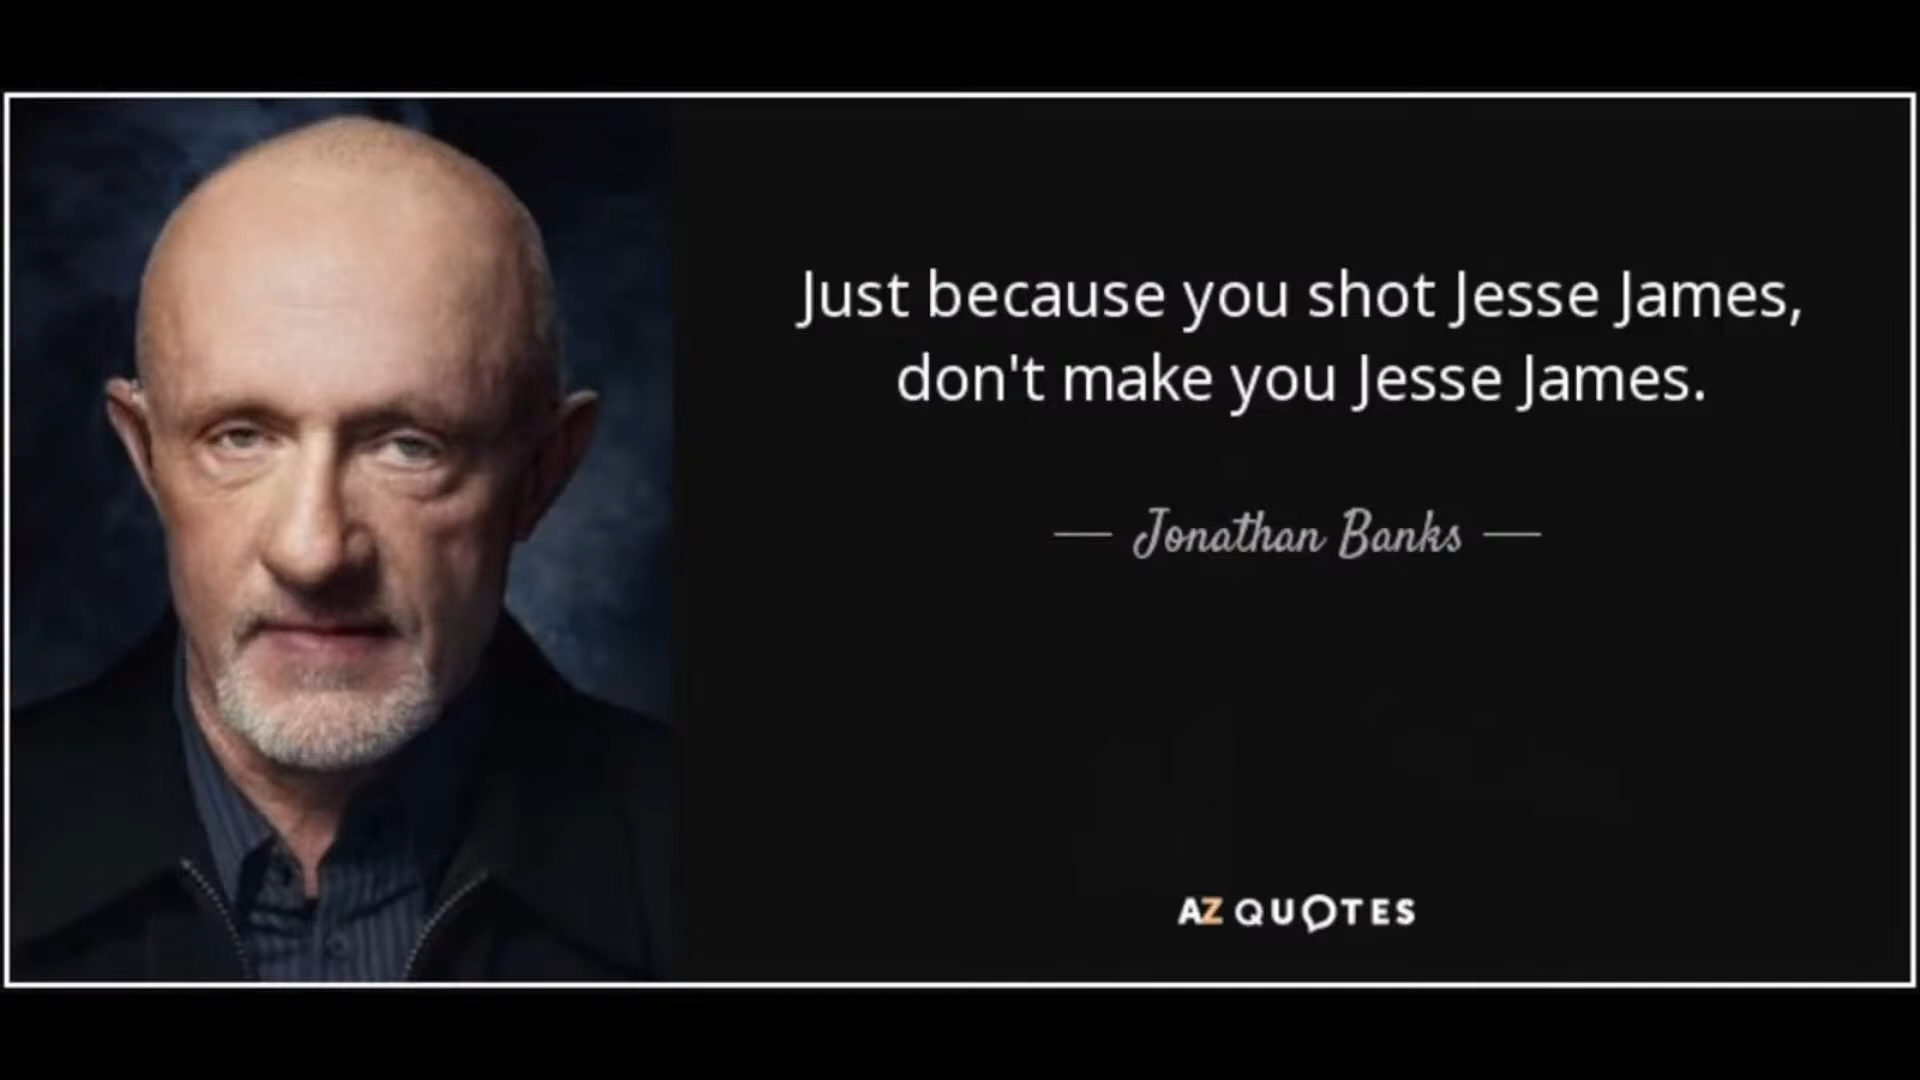 Just because you shot Jesse James,
don't make you Jesse James.
— Jonathan Banks —
AZ QUOTES